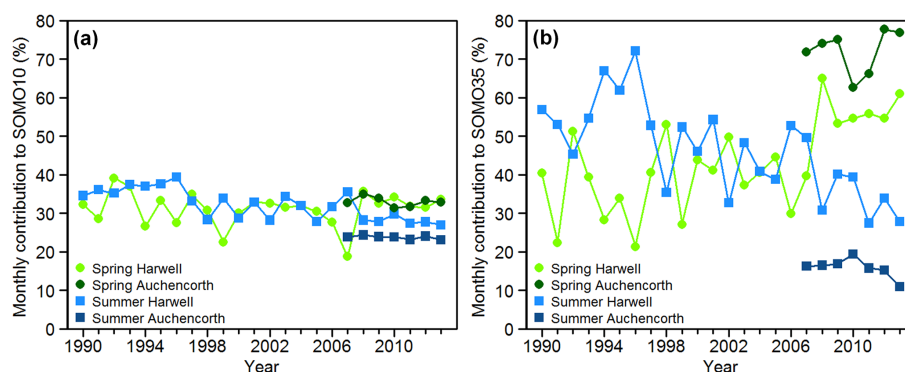 (a)
Monthly contribution to SOMO10 (%)
80
70
60
50
40
30
20
10
0
Spring Harwell
Spring Auchencorth
Summer Harwell
Summer Auchencorth
1990 1994 1998 2002 2006 2010
Year
(b)
Monthly contribution to SOMO35 (%)
80
70
60
50
40
30
20
10
0
Spring Harwell
Spring Auchencorth
Summer Harwell
Summer Auchencorth
1990 1994 1998 2002 2006 2010
Year